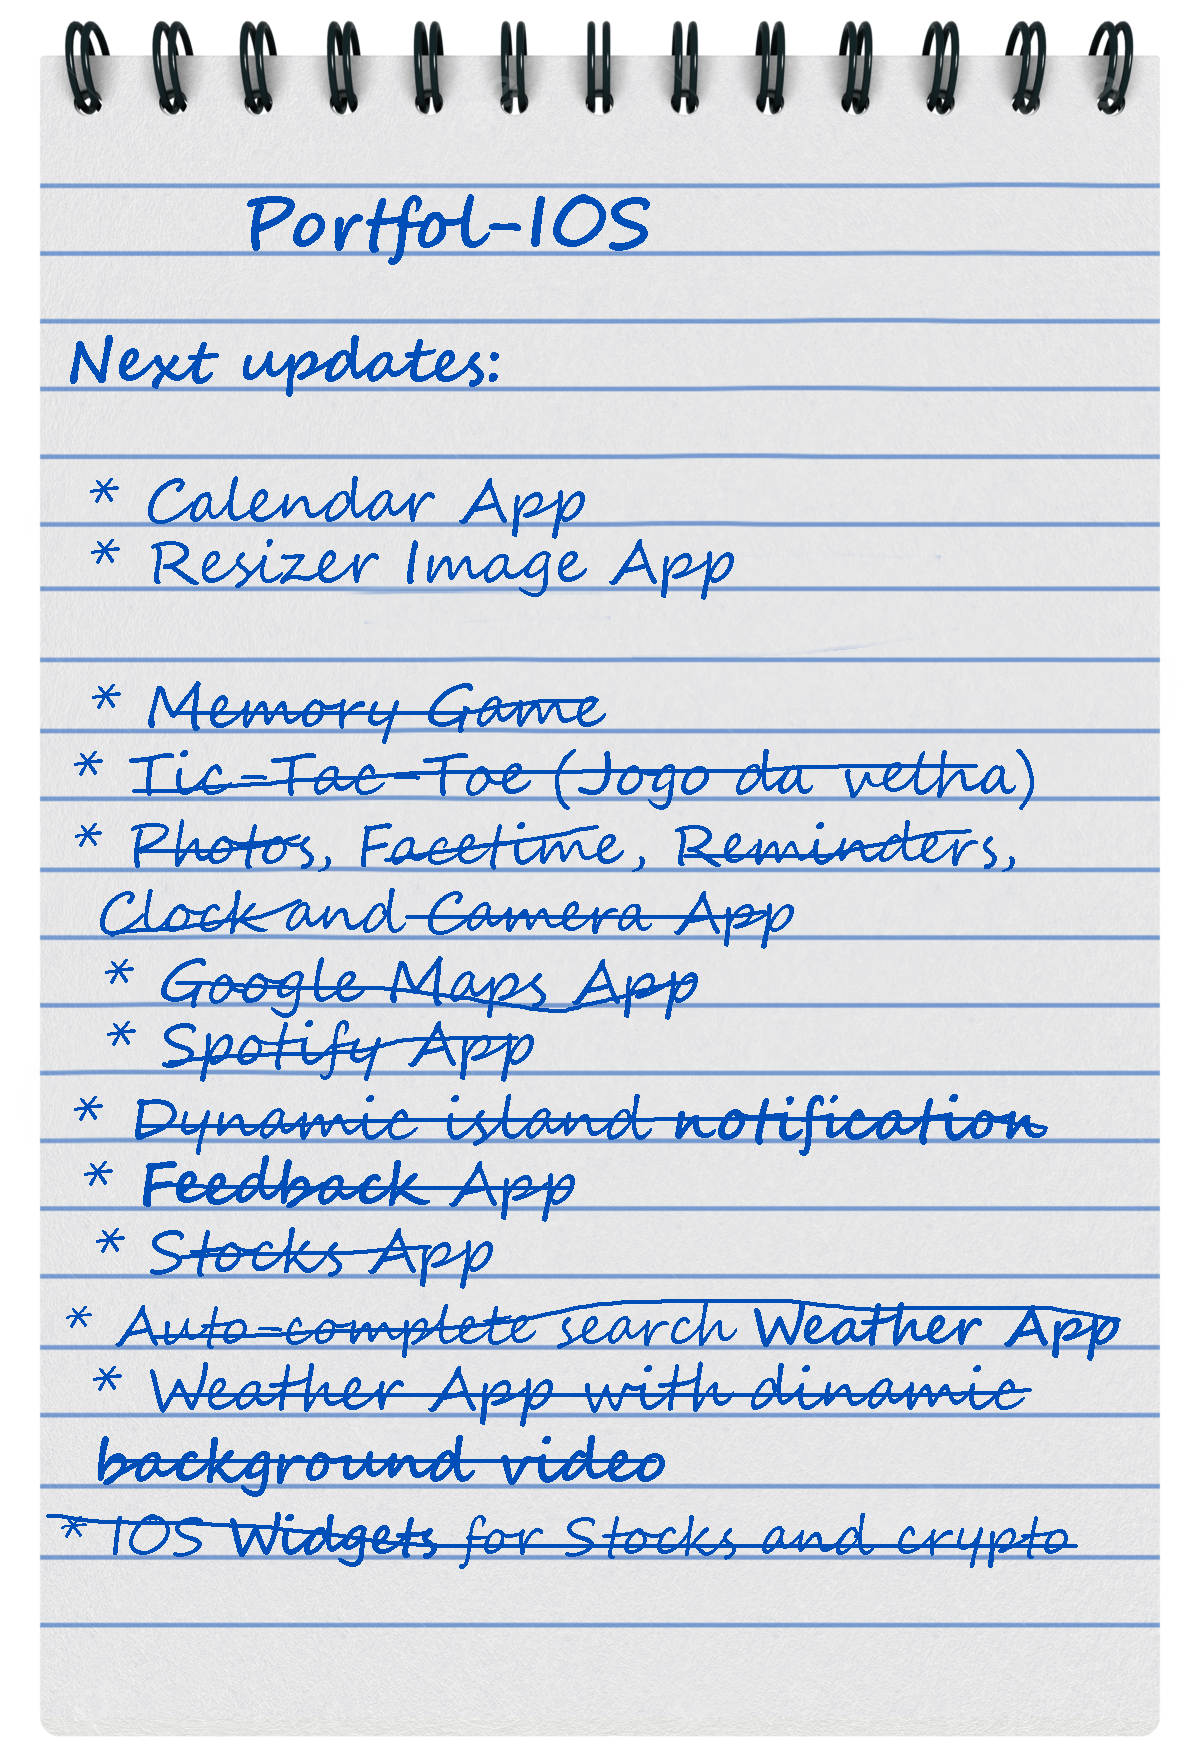 Portfol-IOS
Next updates:
* Calendar App
* Resizer Image App
* Memory Game
* Tic-Tac-Toe (Jogo da velha)
* Photos, Facetime, Reminders,
Clock and Camera App
* Google Maps App
* Spotify App
* Dynamic island notification
* Feedback App
* Stocks App
* Auto-complete search Weather App
* Weather App with dinamic
background video
* IOS Widgets for Stocks and crypto